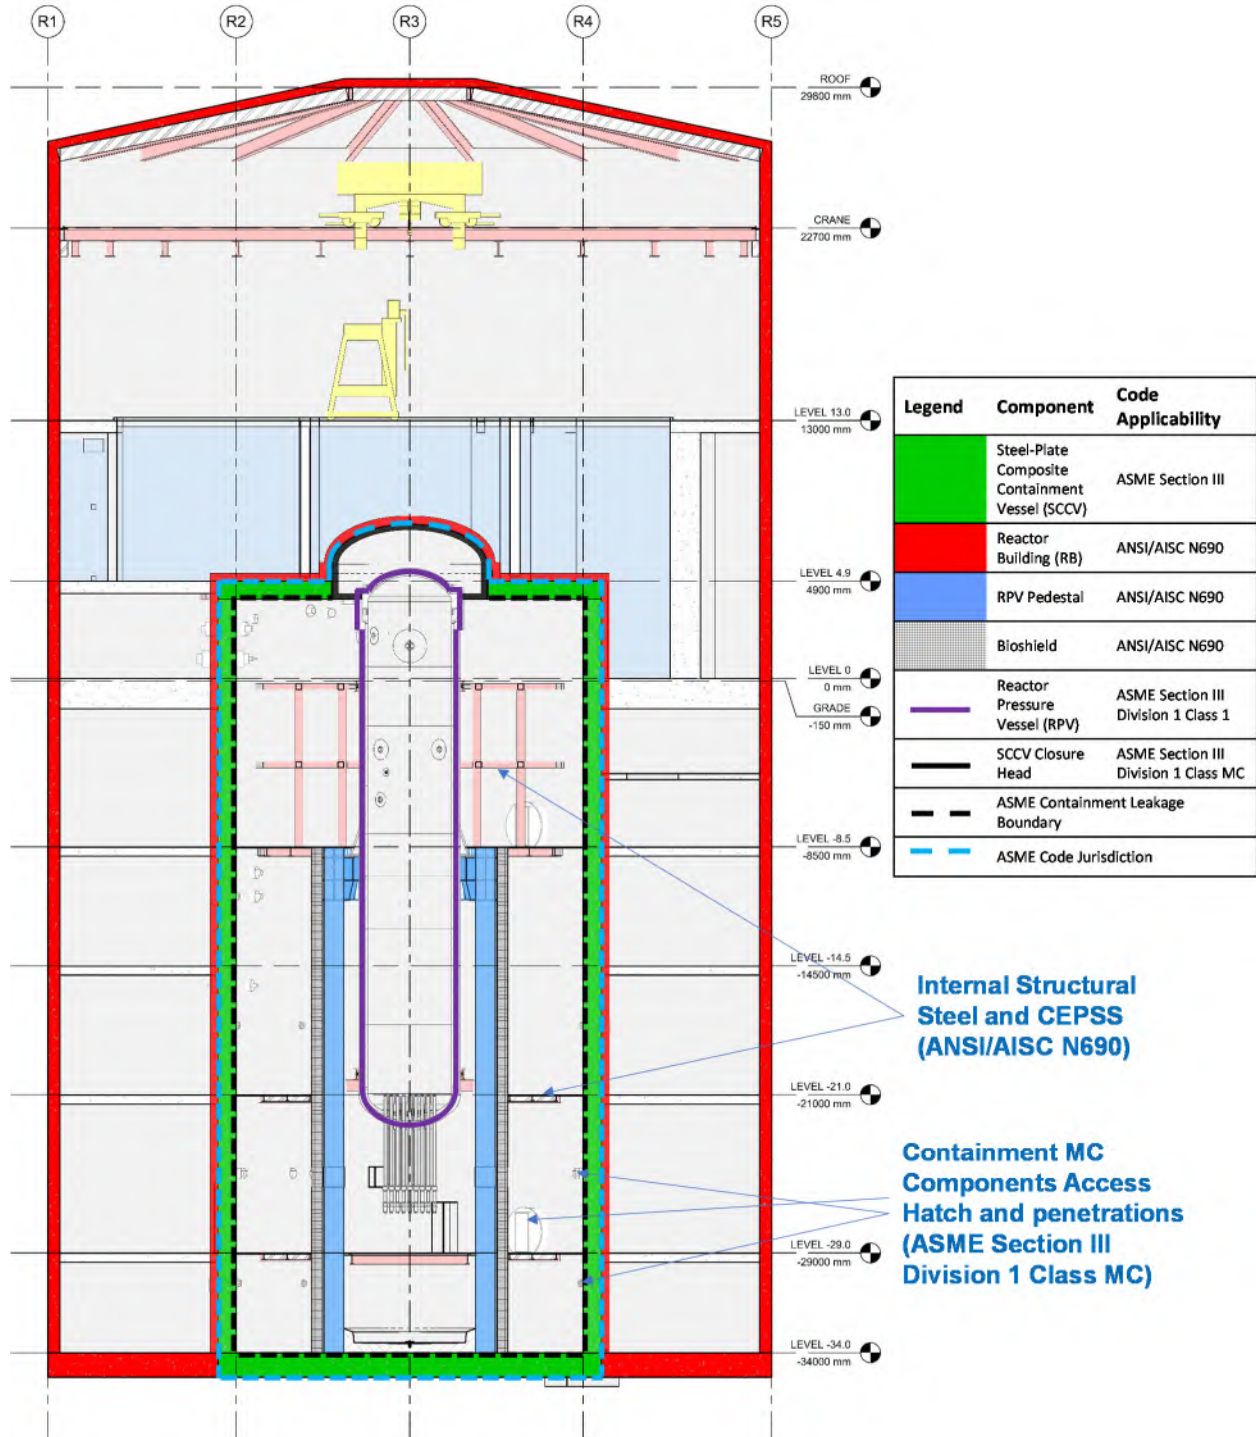 R1 R2 R3 R4 R5
ROOF
29800 mm
CRANE
22700 mm
LEVEL 13.0
13000 mm
LEVEL 4.9
4900 mm
LEVEL 0
0 mm
GRADE
-150 mm
LEVEL -8.5
-8500 mm
LEVEL -14.5
-14500 mm
LEVEL -21.0
-21000 mm
LEVEL -29.0
-29000 mm
LEVEL -34.0
-34000 mm
Legend Component Code
Applicability
Steel-Plate
Composite
Containment
Vessel (SCCV)
ASME Section III
Reactor
Building (RB)
ANSI/AISC N690
RPV Pedestal ANSI/AISC N690
Bioshield ANSI/AISC N690
Reactor
Pressure
Vessel (RPV)
ASME Section III
Division 1 Class 1
SCCV Closure
Head
ASME Section III
Division 1 Class MC
ASME Containment Leakage
Boundary
ASME Code Jurisdiction
Internal Structural
Steel and CEPSS
(ANSI/AISC N690)
Containment MC
Components Access
Hatch and penetrations
(ASME Section III
Division 1 Class MC)